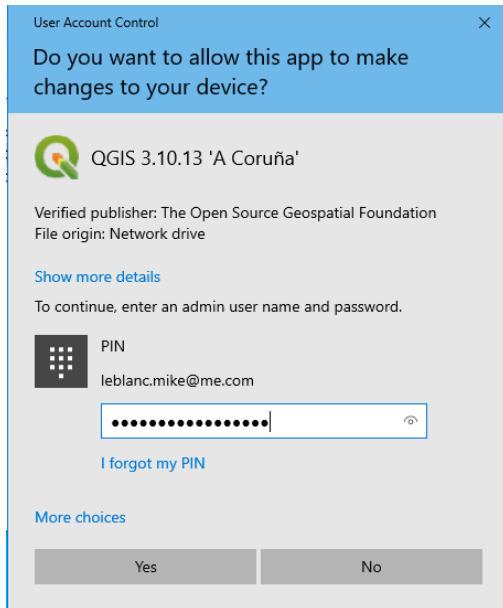 User Account Control
Do you want to allow this app to make
changes to your device?
QGIS 3.10.13 'A Coruña'
Verified publisher: The Open Source Geospatial Foundation
File origin: Network drive
Show more details
To continue, enter an admin user name and password.
PIN
leblanc.mike@me.com
•••••••••••••••••
I forgot my PIN
More choices
Yes No